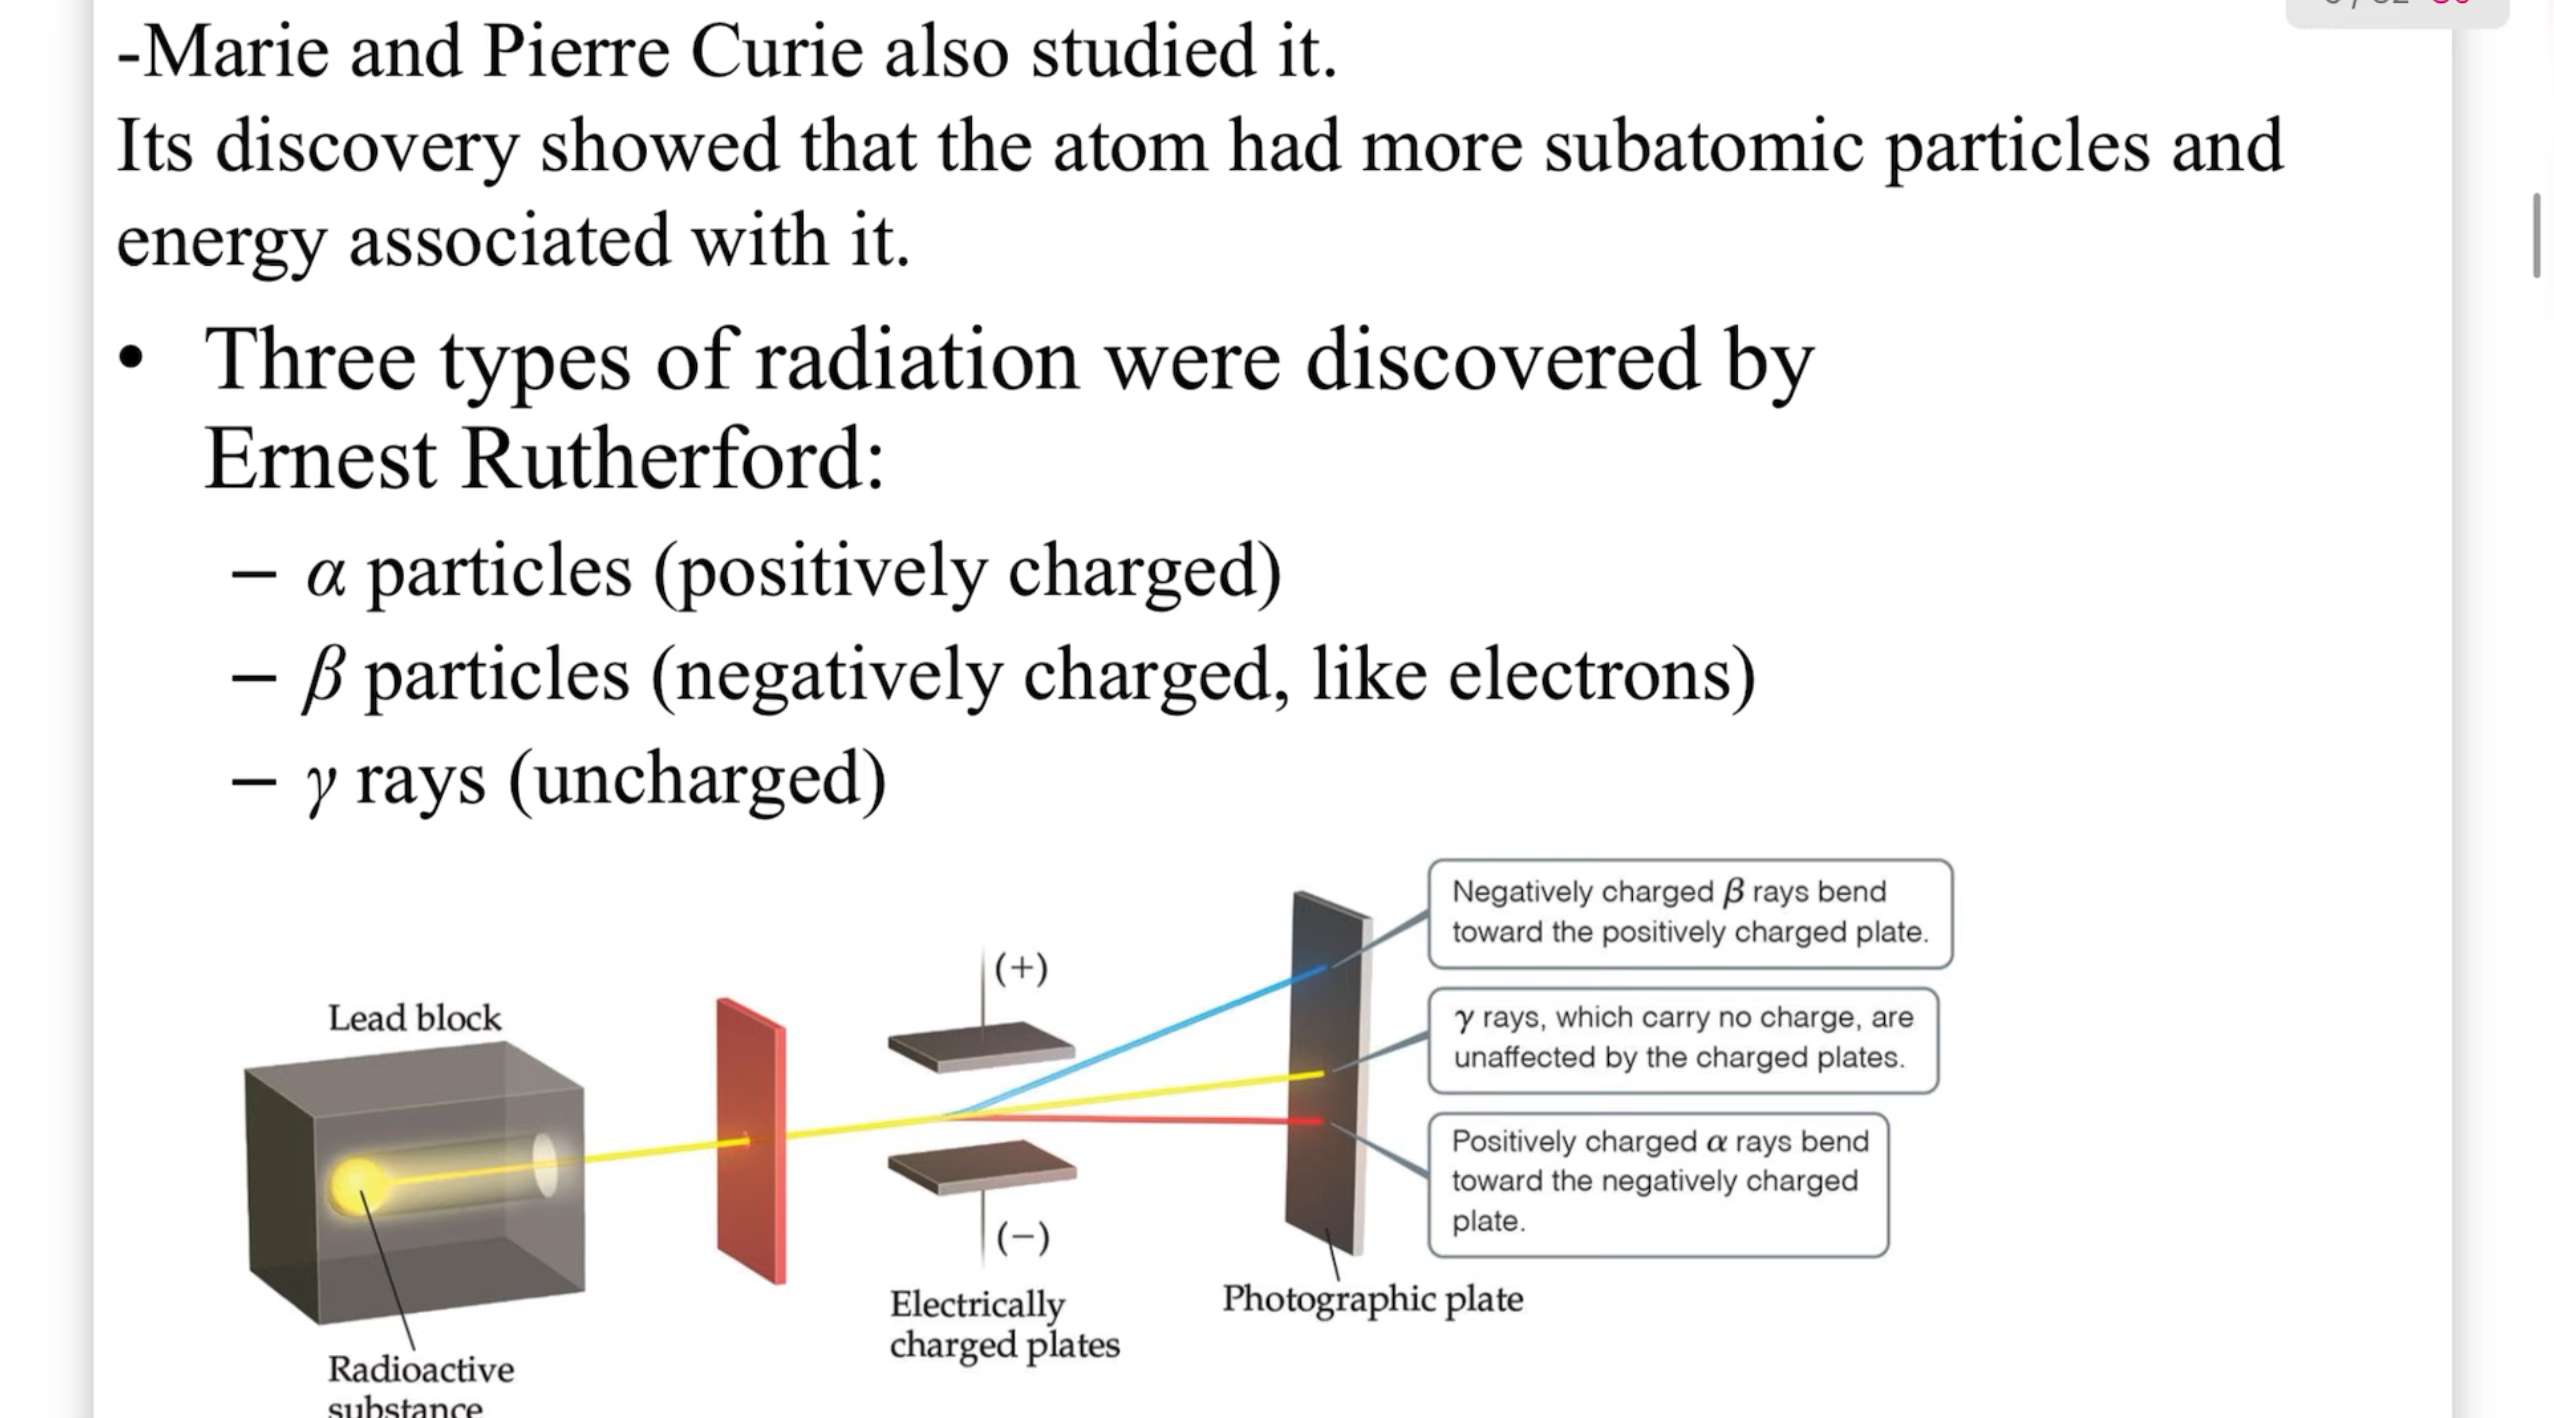 -Marie and Pierre Curie also studied it.
Its discovery showed that the atom had more subatomic particles and
energy associated with it.
• Three types of radiation were discovered by
Ernest Rutherford:
– α particles (positively charged)
– β particles (negatively charged, like electrons)
– γ rays (uncharged)
Negatively charged β rays bend
toward the positively charged plate.
(+)
Lead block
γ rays, which carry no charge, are
unaffected by the charged plates.
Positively charged α rays bend
toward the negatively charged
plate.
(−)
Electrically
charged plates
Photographic plate
Radioactive
substance